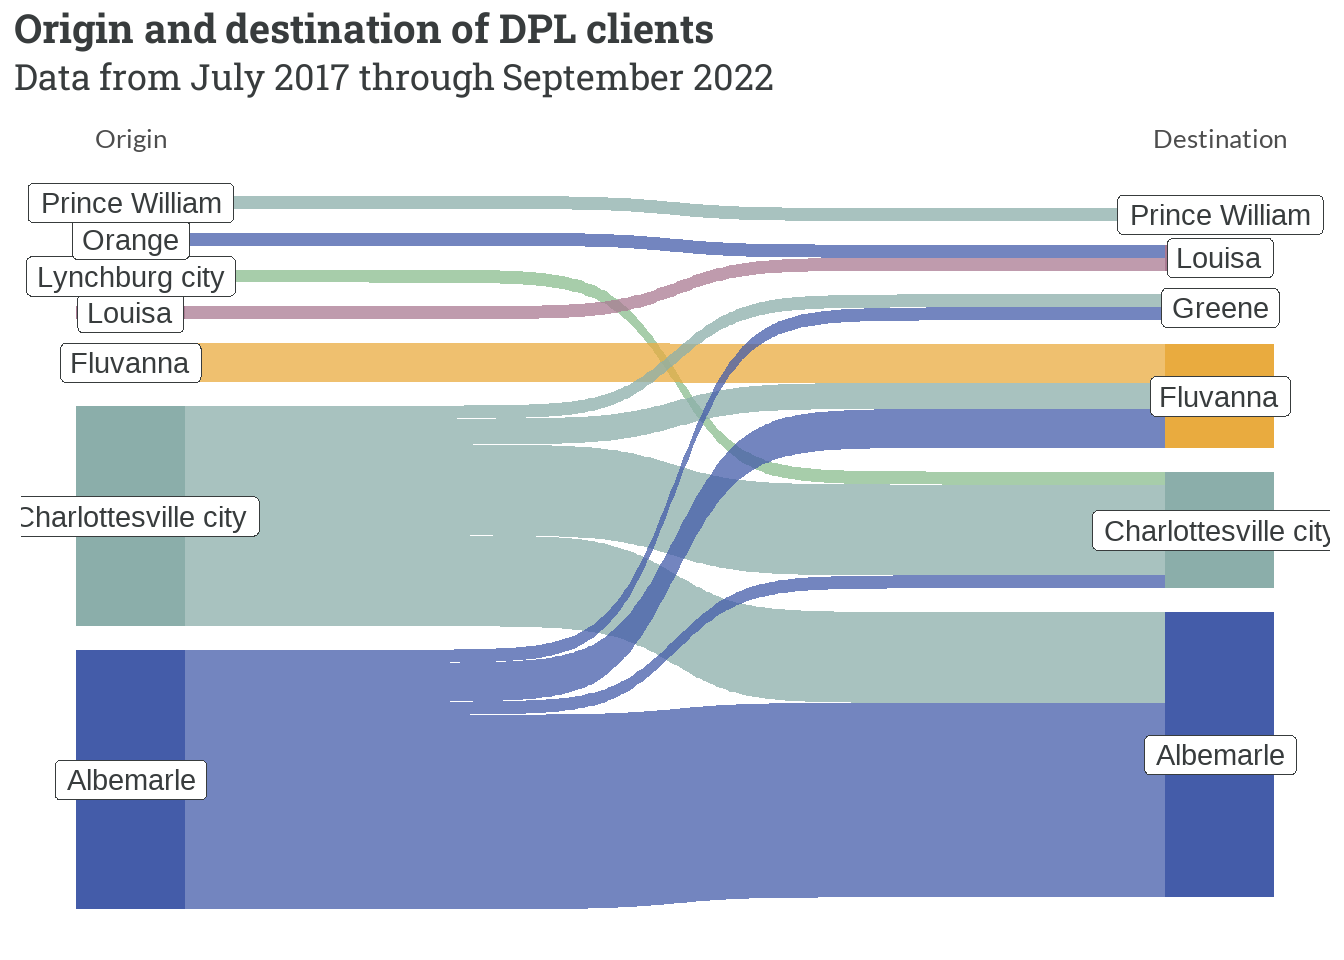 Origin and destination of DPL clients
Data from July 2017 through September 2022
Origin
Destination
Prince William
Orange
Lynchburg city
Louisa
Fluvanna
Charlottesville city
Albemarle
Prince William
Louisa
Greene
Fluvanna
Charlottesville city
Albemarle